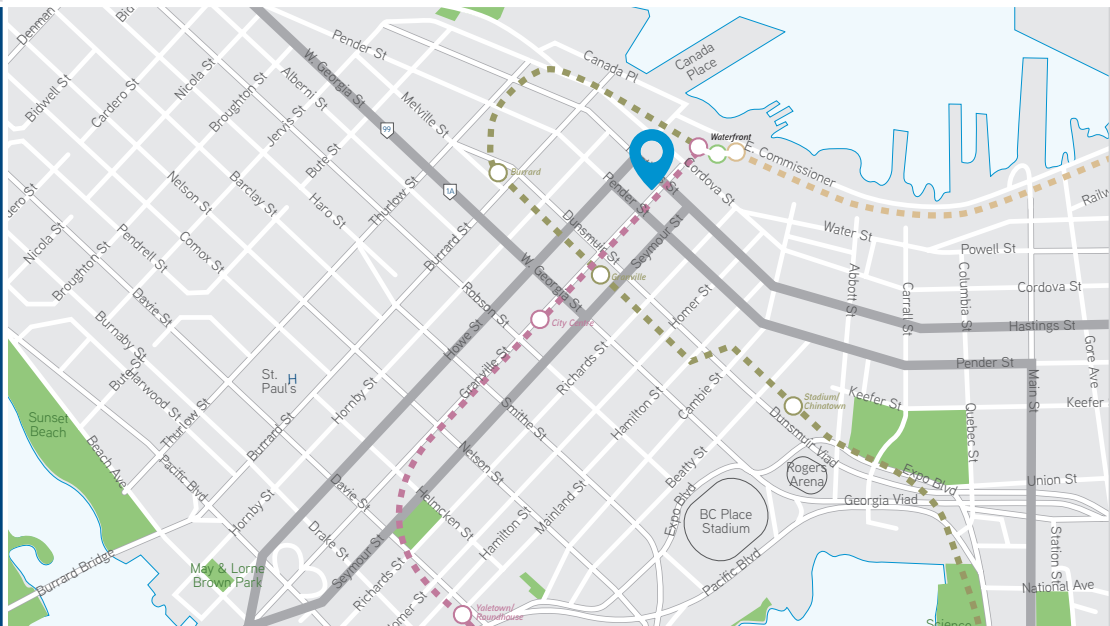 Denman
Pender St
Canada Pl
Canada
Place
Nicola St
W. Georgia St
Alberni St
Broughton St
Bidwell St
Cardero St
Jervis St
Melville St
99
Waterfront
E. Commissioner
Bute St
Burrard
Cordova St
Nelson St
Barclay St
Haro St
1A
Thurlow St
Pender St
Railw
Dunsmuir St
Seymour St
Water St
Powell St
Nicola St
Pendrell St
Comox St
Burrard St
Broughton St
W. Georgia St
Granville
Abbott St
Carrall St
Columbia St
Cordova St
Davie St
Robson St
Homer St
City Centre
Hastings St
Burnaby St
Howe St
Gore Ave
Bute St
Harwood St
St.
Paul's
H
Granville St
Richards St
Pender St
Main St
Thurlow St
Hornby St
Hamilton St
Cambie St
Stadium/
Chinatown
Keefer St
Keefer
Sunset
Beach
Burrard St
Smithe St
Dunsmuir Viad
Quebec St
Beach Ave
Pacific Blvd
Nelson St
Beatty St
Rogers
Arena
Expo Blvd
Union St
Hornby St
Davie St
Helmcken St
Mainland St
Expo Blvd
BC Place
Stadium
Georgia Viad
Drake St
Hamilton St
Station St
Burrard Bridge
May & Lorne
Brown Park
Seymour St
Richards St
Pacific Blvd
National Ave
Yaletown/
Roundhouse
Homer St
Science